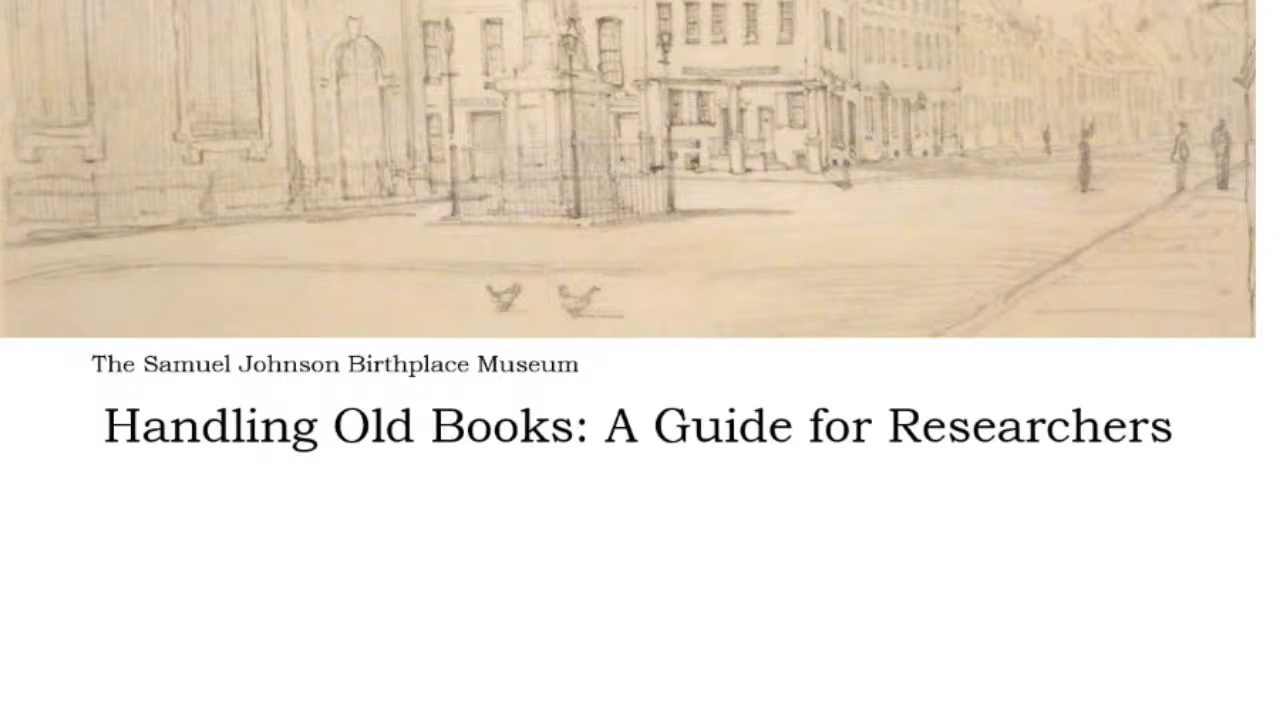 The Samuel Johnson Birthplace Museum
Handling Old Books: A Guide for Researchers